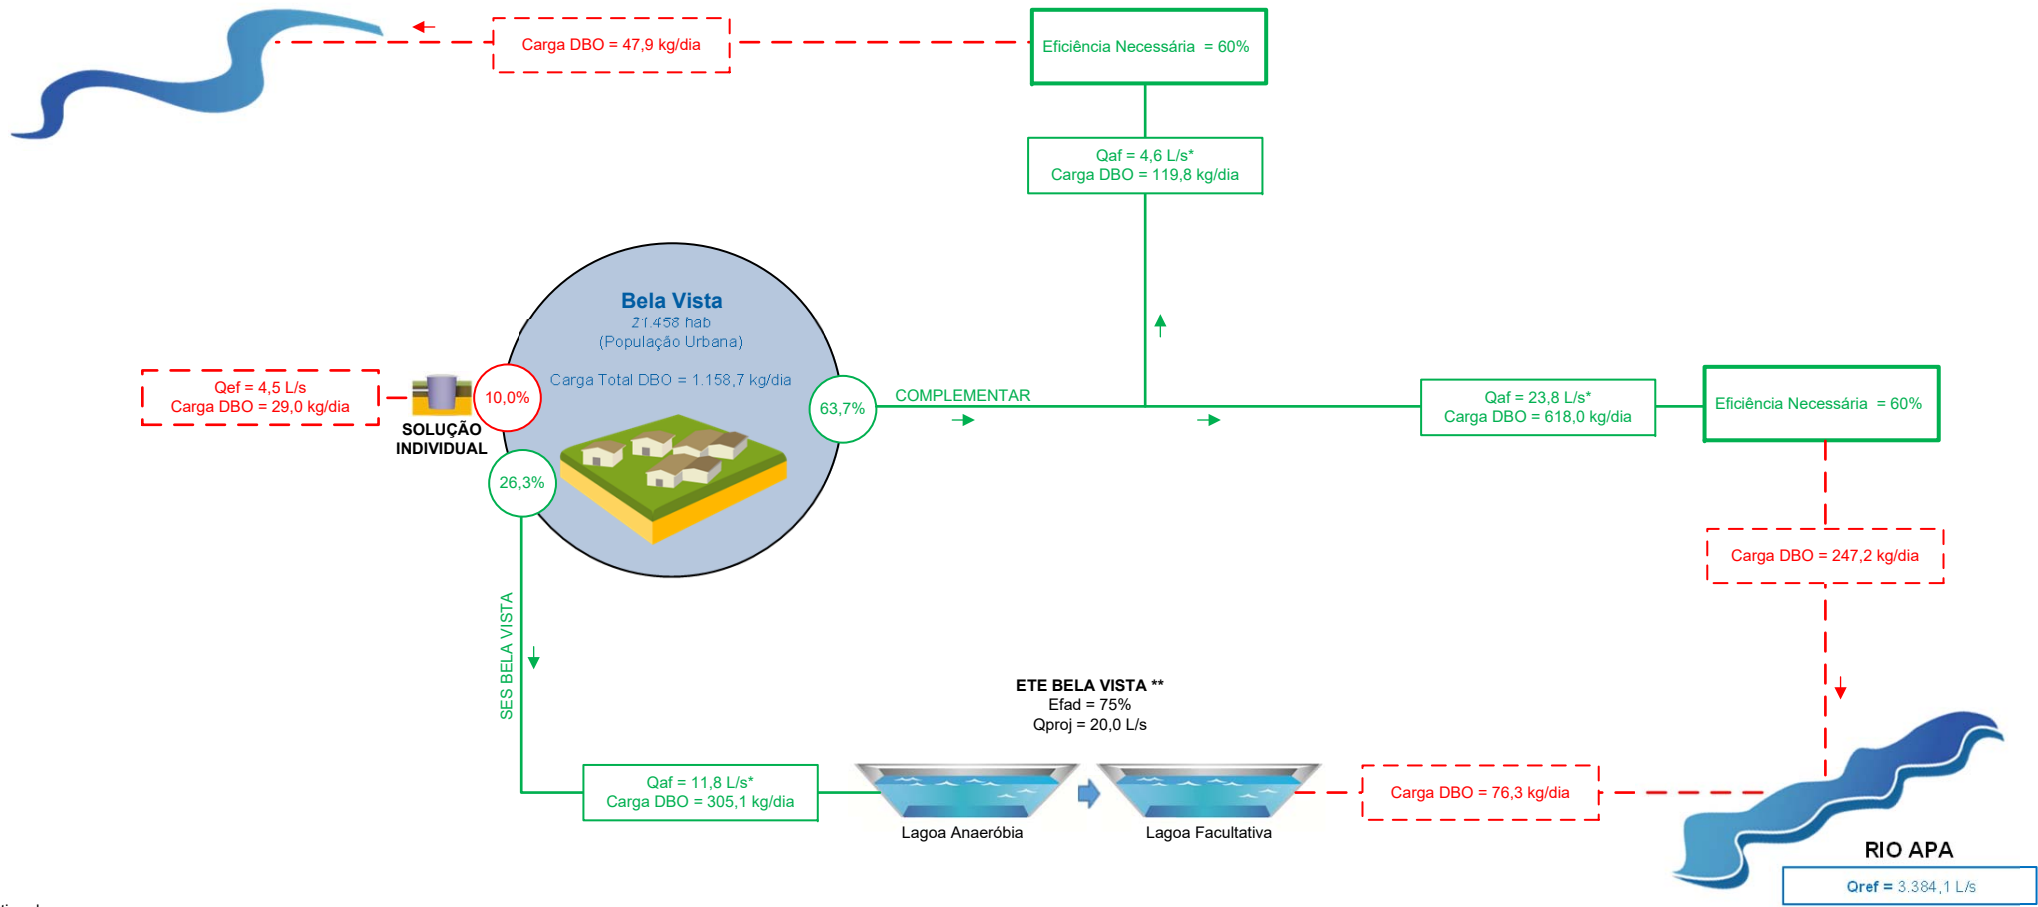 Carga DBO = 47,9 kg/dia
Eficiência Necessária = 60%
Qaf = 4,6 L/s*
Carga DBO = 119,8 kg/dia
Bela Vista
21.458 hab
(População Urbana)
Carga Total DBO = 1.158,7 kg/dia
Qef = 4,5 L/s
Carga DBO = 29,0 kg/dia
SOLUÇÃO
INDIVIDUAL
10,0%
26,3%
63,7%
COMPLEMENTAR
Qaf = 23,8 L/s*
Carga DBO = 618,0 kg/dia
Eficiência Necessária = 60%
Carga DBO = 247,2 kg/dia
SES BELA VISTA
ETE BELA VISTA **
Efad = 75%
Qproj = 20,0 L/s
Qaf = 11,8 L/s*
Carga DBO = 305,1 kg/dia
Lagoa Anaeróbia
Lagoa Facultativa
Carga DBO = 76,3 kg/dia
RIO APA
Qref = 3.384,1 L/s